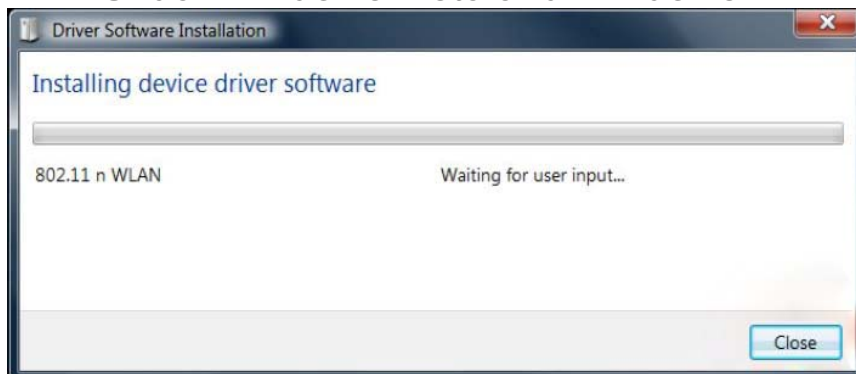 Driver Software Installation
Installing device driver software
802.11 n WLAN Waiting for user input...
Close